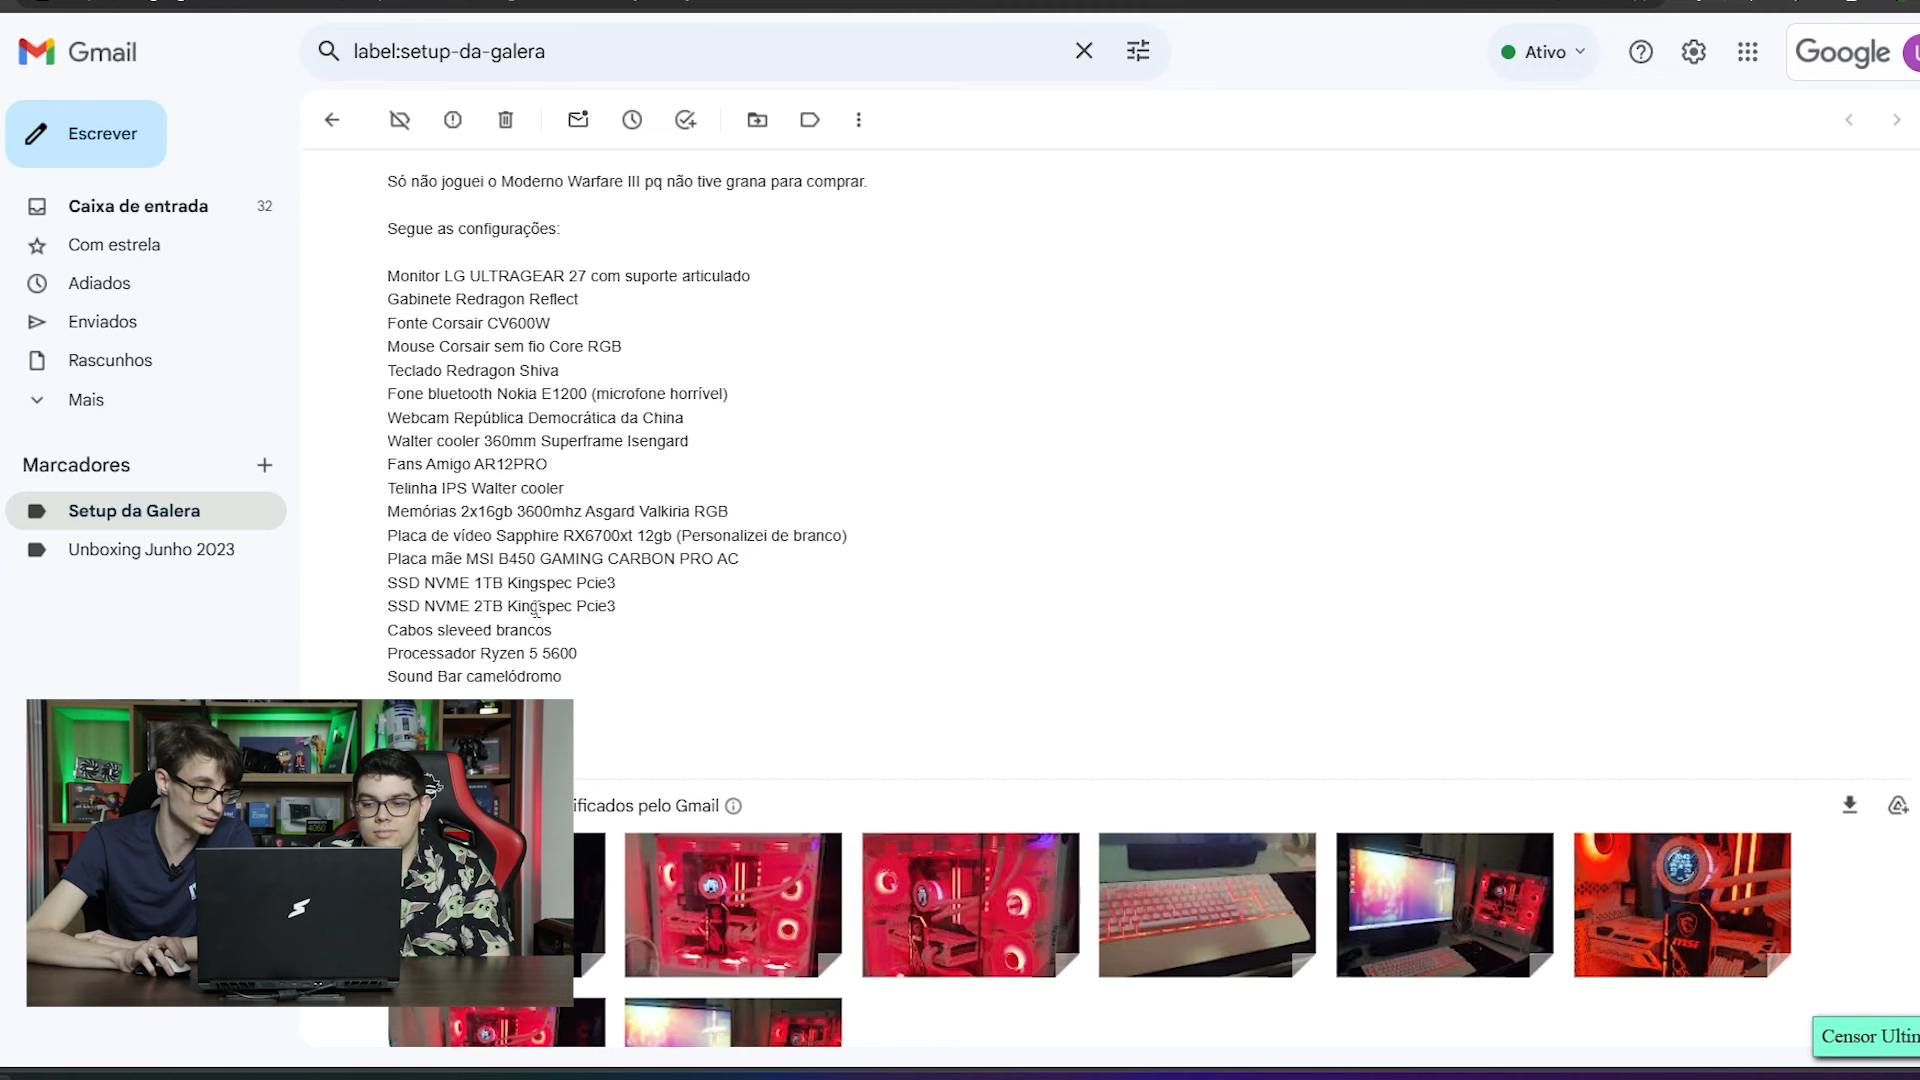 Gmail
label:setup-da-galera
Ativo
Google
Escrever
Caixa de entrada 32
Com estrela
Adiados
Enviados
Rascunhos
Mais
Marcadores
Setup da Galera
Unboxing Junho 2023
Só não joguei o Moderno Warfare III pq não tive grana para comprar.
Segue as configurações:
Monitor LG ULTRAGEAR 27 com suporte articulado
Gabinete Redragon Reflect
Fonte Corsair CV600W
Mouse Corsair sem fio Core RGB
Teclado Redragon Shiva
Fone bluetooth Nokia E1200 (microfone horrível)
Webcam República Democrática da China
Walter cooler 360mm Superframe Isengard
Fans Amigo AR12PRO
Telinha IPS Walter cooler
Memórias 2x16gb 3600mhz Asgard Valkiria RGB
Placa de vídeo Sapphire RX6700xt 12gb (Personalizei de branco)
Placa mãe MSI B450 GAMING CARBON PRO AC
SSD NVME 1TB Kingspec Pcie3
SSD NVME 2TB Kingspec Pcie3
Cabos sleveed brancos
Processador Ryzen 5 5600
Sound Bar camelódromo
ificados pelo Gmail
4060
msi
Censor Ultim